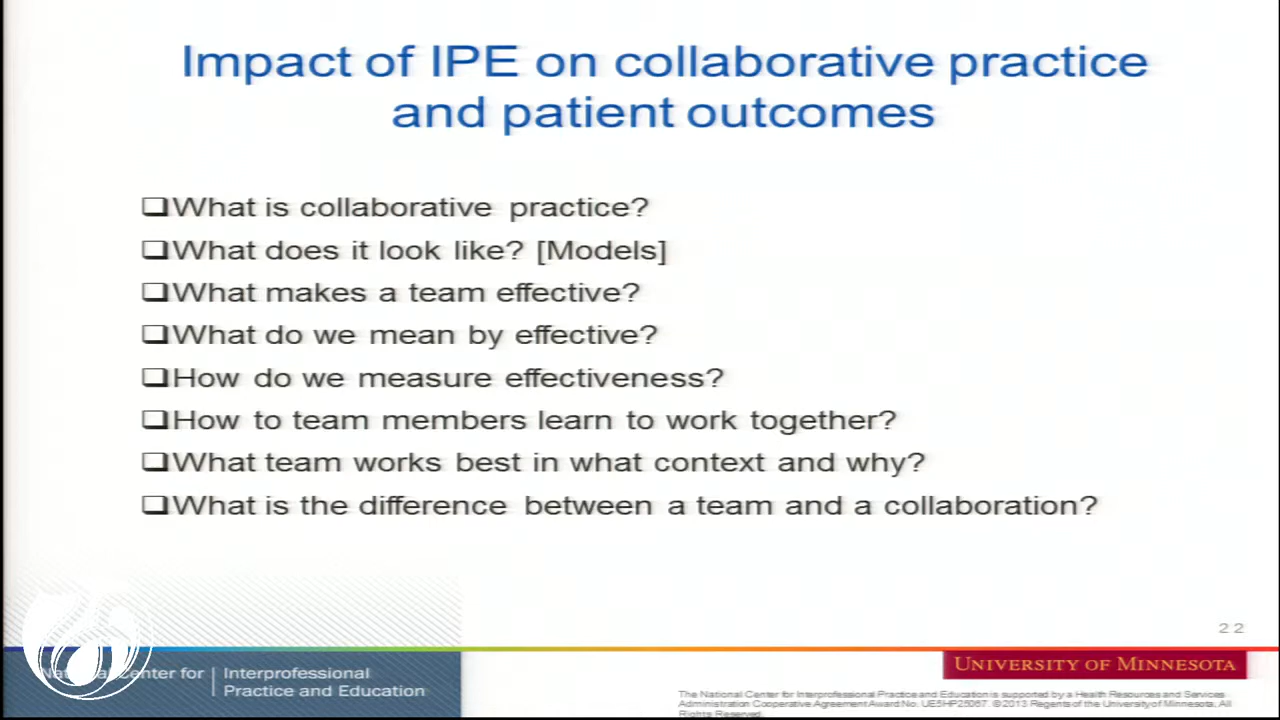 Impact of IPE on collaborative practice
and patient outcomes
What is collaborative practice?
What does it look like? [Models]
What makes a team effective?
What do we mean by effective?
How do we measure effectiveness?
How to team members learn to work together?
What team works best in what context and why?
What is the difference between a team and a collaboration?
22
National Center for
Interprofessional
Practice and Education
UNIVERSITY OF MINNESOTA
The National Center for Interprofessional Practice and Education is supported by a Health Resources and Services
Administration Cooperative Agreement Award No. UE5HP25067. © 2013 Regents of the University of Minnesota, All
Rights Reserved.